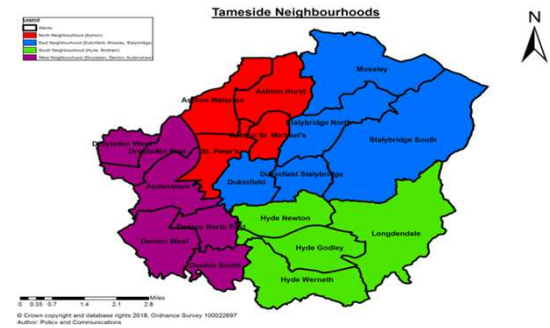 Tameside Neighbourhoods
N
Legend
Wards
North Neighbourhood (Ashton)
East Neighbourhood (Dukinfield, Mossley, Stalybridge)
South Neighbourhood (Hyde, Mottram)
West Neighbourhood (Droylsden, Denton, Audenshaw)
Mossley
Ashton Hurst
Ashton Waterloo
Stalybridge North
St. Michael's
Stalybridge South
Droylsden West
Droylsden East
St. Peter's
Dukinfield Stalybridge
Dukinfield
Audenshaw
Hyde Newton
Denton North East
Longdendale
Denton West
Hyde Godley
Denton South
Hyde Werneth
Miles
0 0.35 0.7 1.4 2.1 2.8
© Crown copyright and database rights 2018, Ordnance Survey 100022697
Author: Policy and Communications